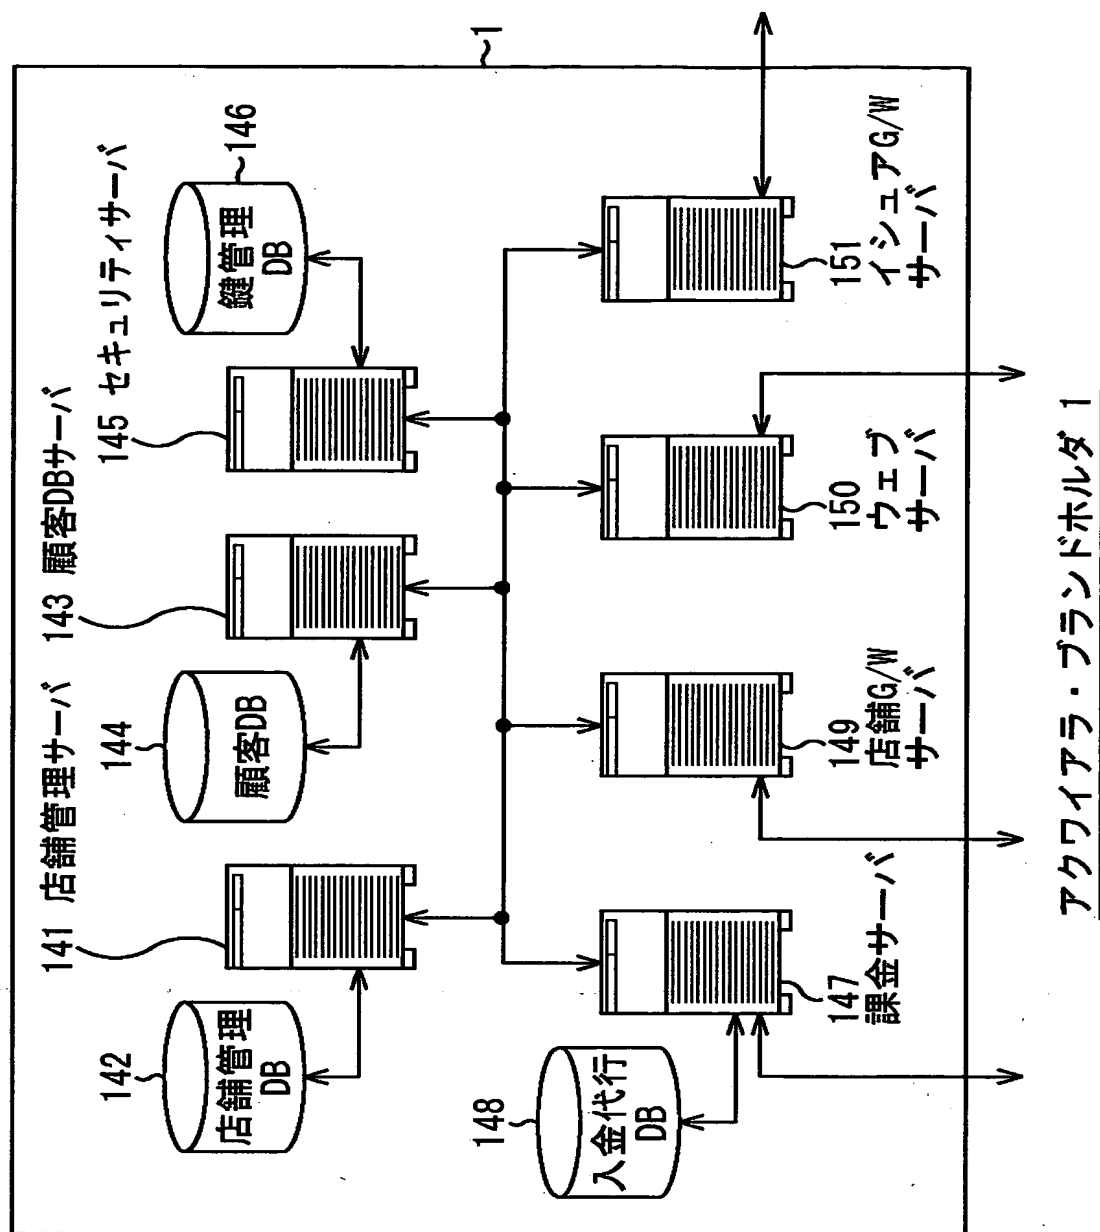 1
141 店舗管理サーバ
143 顧客DBサーバ
145 セキュリティサーバ
142
店舗管理
DB
144
顧客DB
146
鍵管理
DB
148
入金代行
DB
147
課金サーバ
149
店舗G/W
サーバ
150
ウェブ
サーバ
151
イシュアG/W
サーバ
アクワイアラ・ブランドホルダ 1